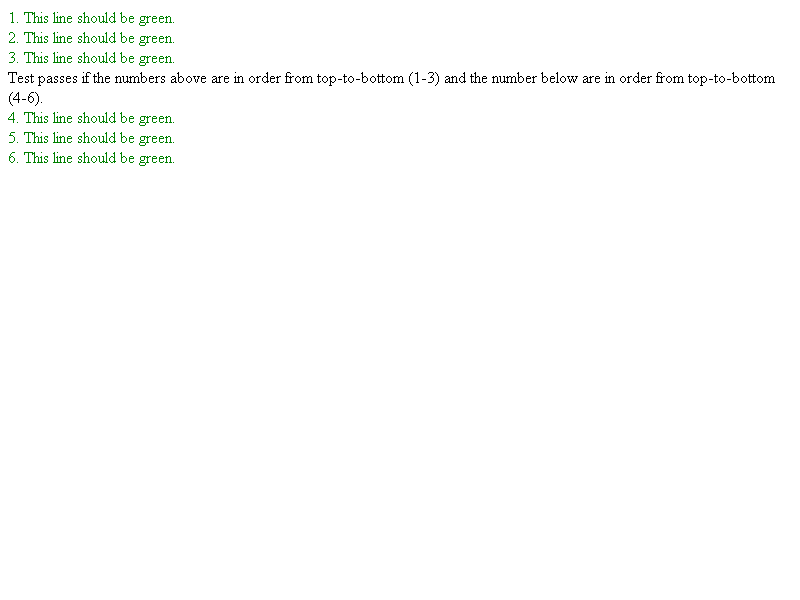 1. This line should be green.
2. This line should be green.
3. This line should be green.
Test passes if the numbers above are in order from top-to-bottom (1-3) and the number below are in order from top-to-bottom
(4-6).
4. This line should be green.
5. This line should be green.
6. This line should be green.